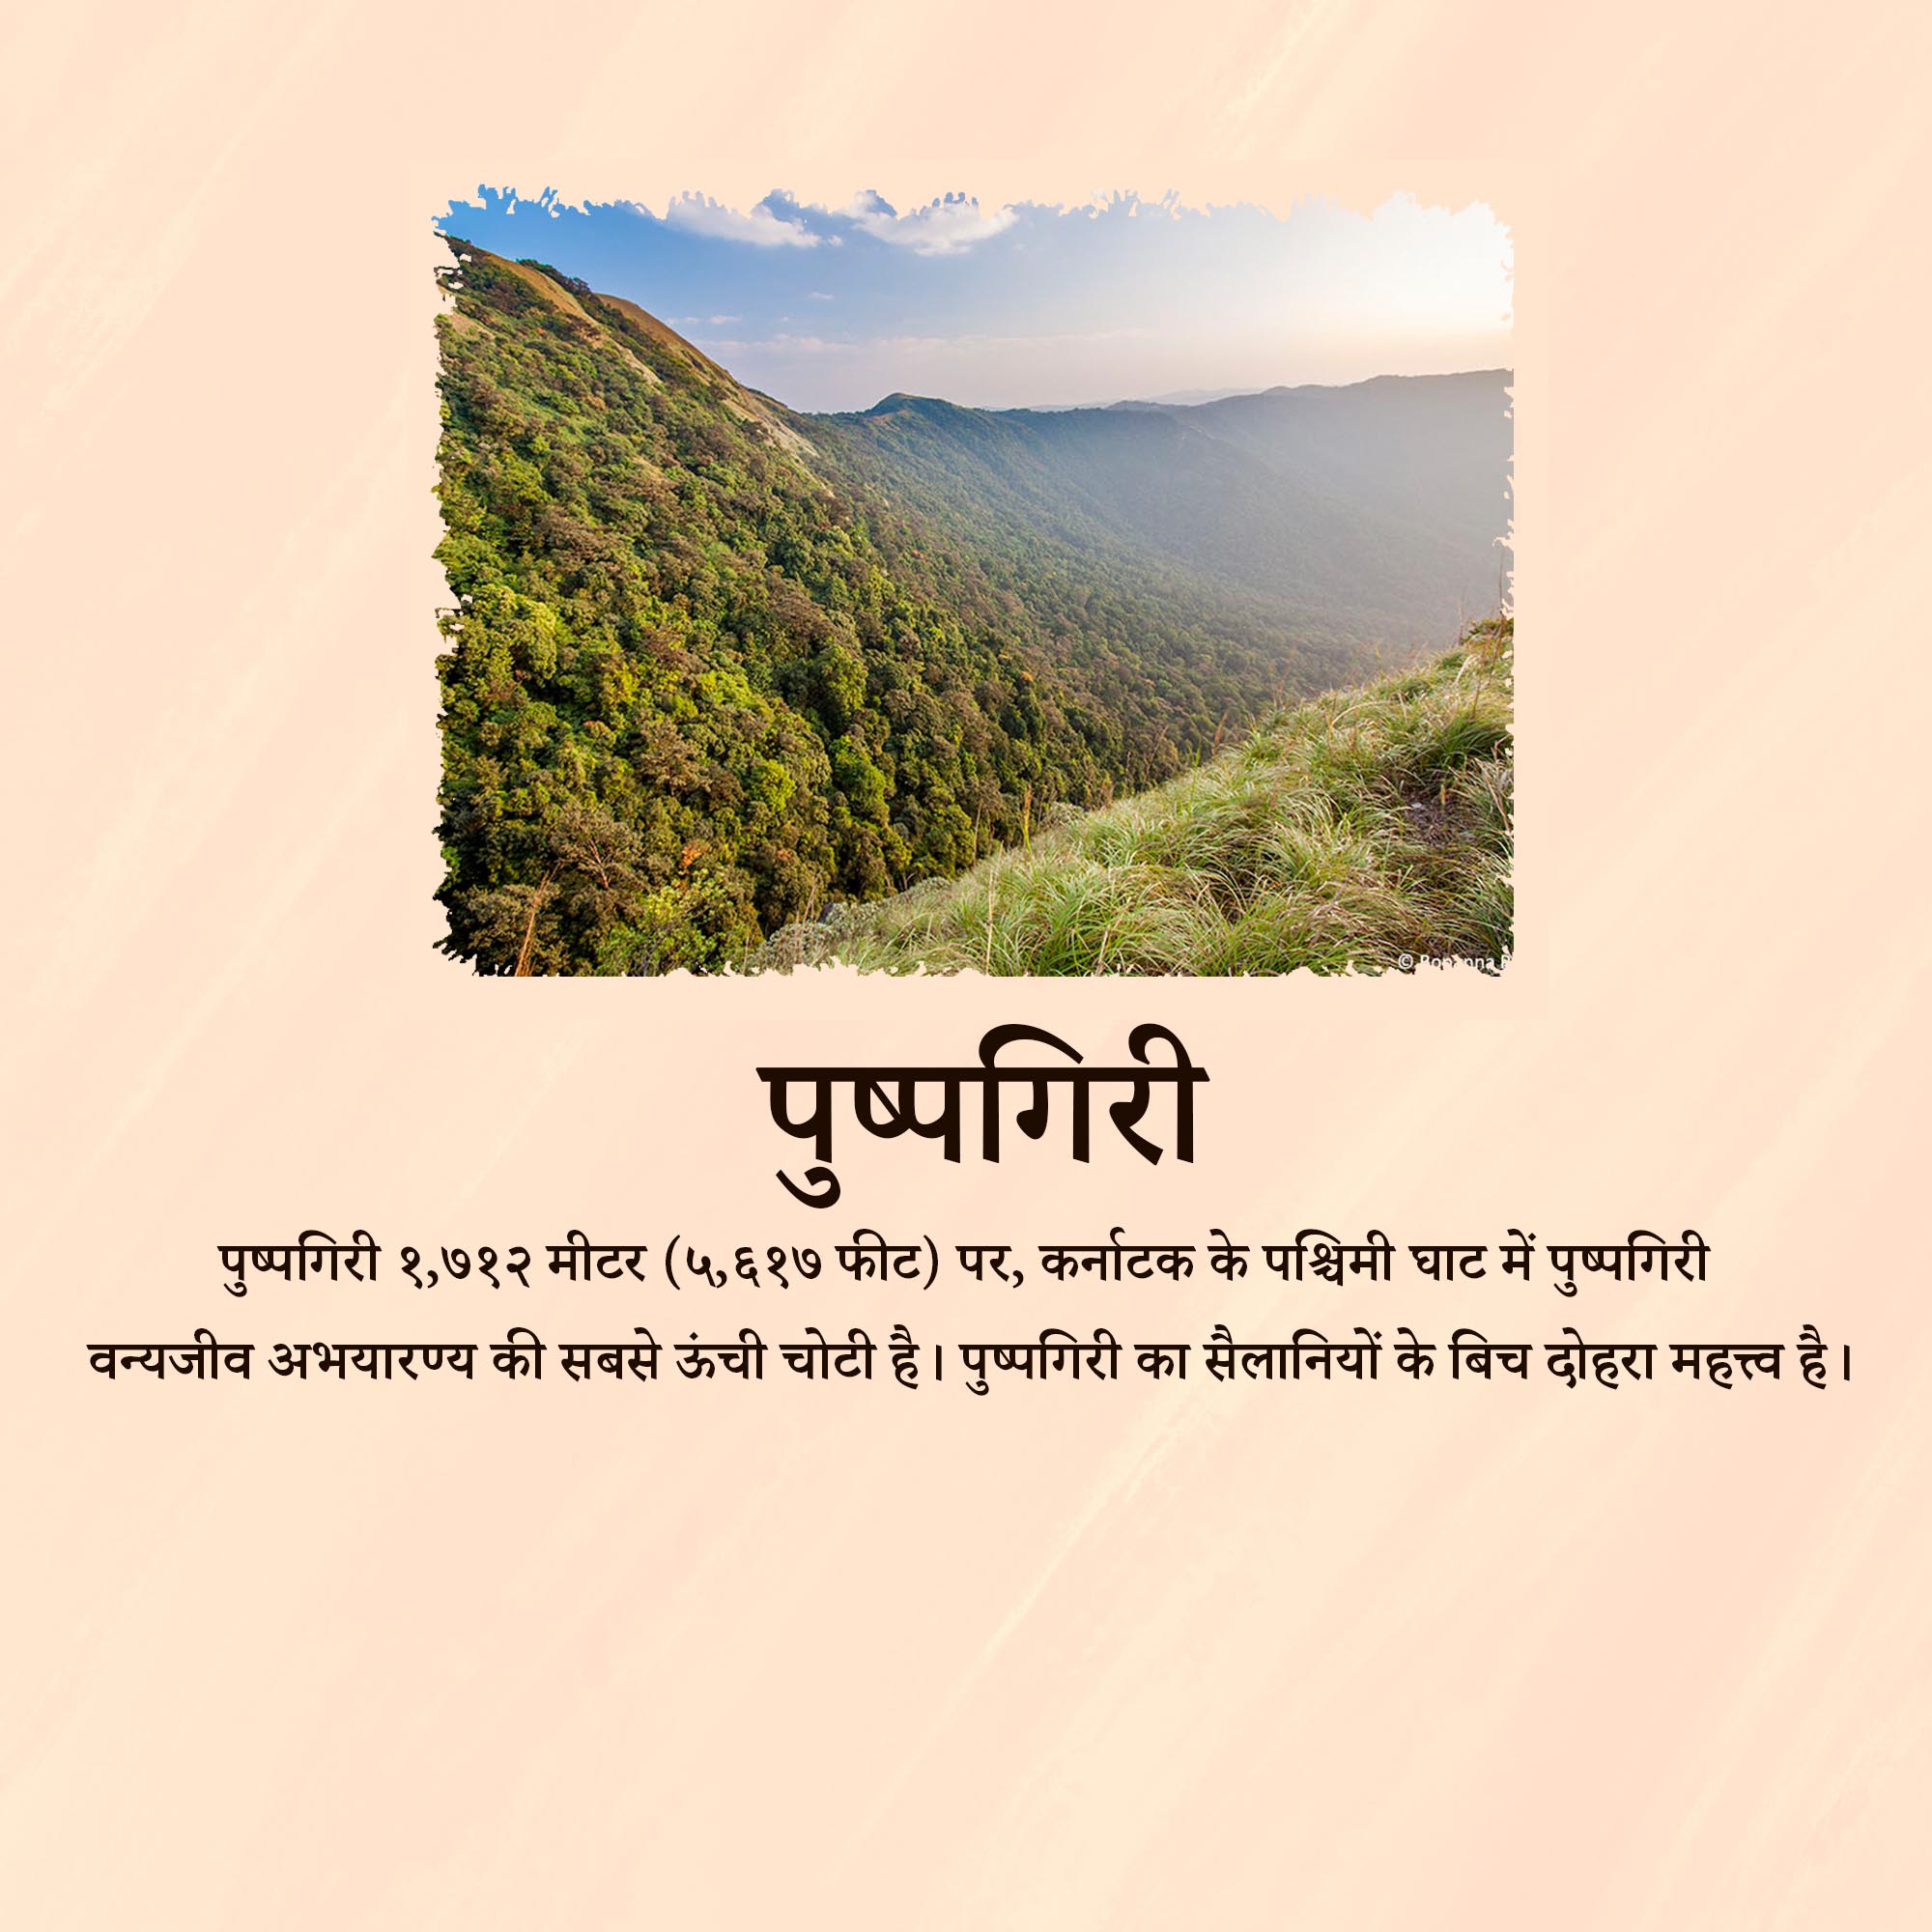 पुष्पगिरी
पुष्पगिरी १,७१२ मीटर (५,६१७ फीट) पर, कर्नाटक के पश्चिमी घाट में पुष्पगिरी
वन्यजीव अभयारण्य की सबसे ऊंची चोटी है। पुष्पगिरी का सैलानियों के बिच दोहरा महत्त्व है।